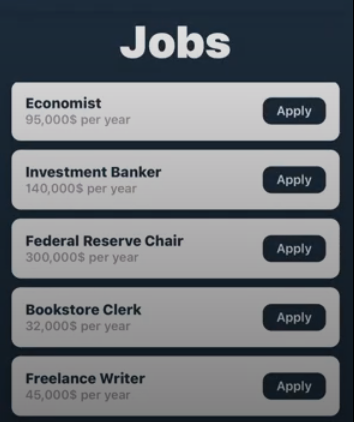 Jobs
Economist
95,000$ per year
Apply
Investment Banker
140,000$ per year
Apply
Federal Reserve Chair
300,000$ per year
Apply
Bookstore Clerk
32,000$ per year
Apply
Freelance Writer
45,000$ per year
Apply